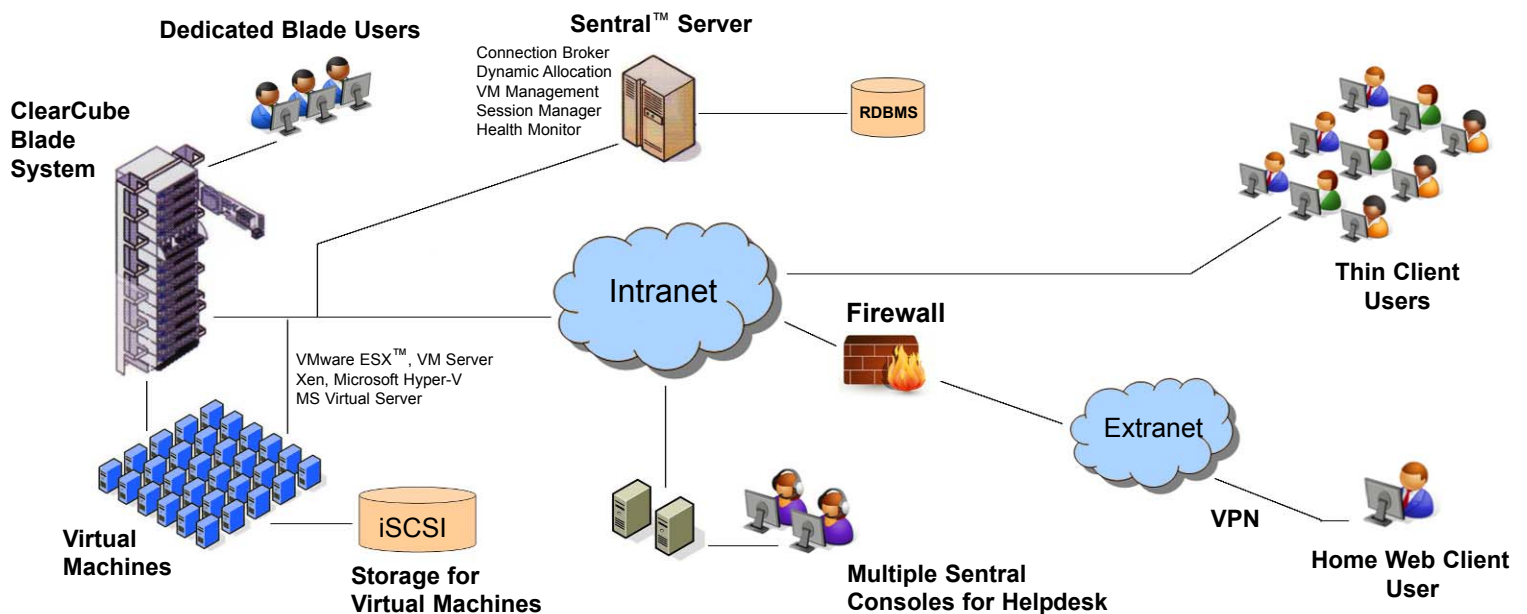 Dedicated Blade Users
Sentral™ Server
Connection Broker
Dynamic Allocation
VM Management
Session Manager
Health Monitor
RDBMS
ClearCube
Blade
System
Intranet
Thin Client
Users
Firewall
VMware ESX™, VM Server
Xen, Microsoft Hyper-V
MS Virtual Server
Extranet
iSCSI
VPN
Virtual
Machines
Storage for
Virtual Machines
Multiple Sentral
Consoles for Helpdesk
Home Web Client
User